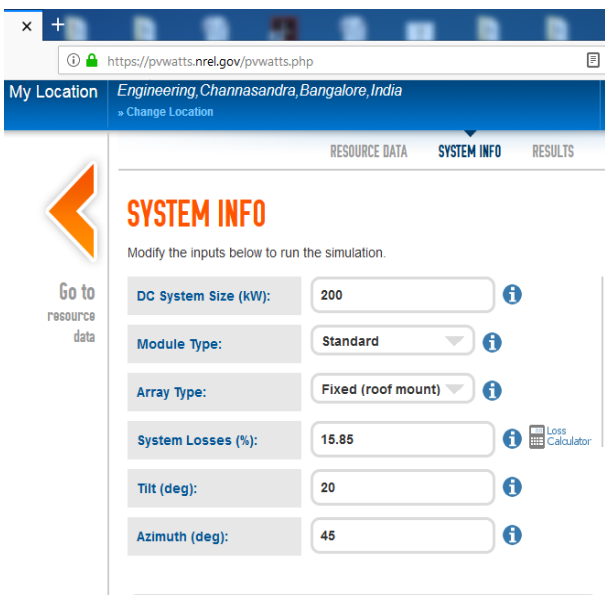 https://pvwatts.nrel.gov/pvwatts.php
My Location
Engineering,Channasandra,Bangalore,India
» Change Location
RESOURCE DATA SYSTEM INFO RESULTS
SYSTEM INFO
Modify the inputs below to run the simulation.
Go to
resource
data
DC System Size (kW): 200
Module Type: Standard
Array Type: Fixed (roof mount)
System Losses (%): 15.85
Loss
Calculator
Tilt (deg): 20
Azimuth (deg): 45